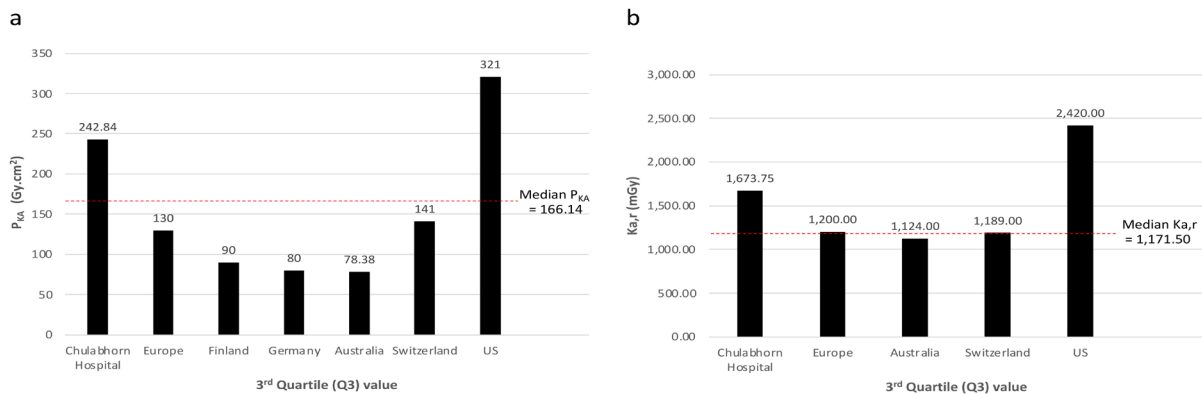 a
350
321
300
242.84
250
200
Median PKA
= 166.14
150
141
130
100
90
80
78.38
50
0
PKA (Gy.cm²)
Chulabhorn
Hospital
Europe
Finland
Germany
Australia
Switzerland
US
3rd Quartile (Q3) value
b
3,000.00
2,500.00
2,420.00
2,000.00
1,673.75
1,500.00
1,200.00
1,124.00
1,189.00
Median Ka,r
= 1,171.50
1,000.00
500.00
0.00
Ka,r (mGy)
Chulabhorn
Hospital
Europe
Australia
Switzerland
US
3rd Quartile (Q3) value